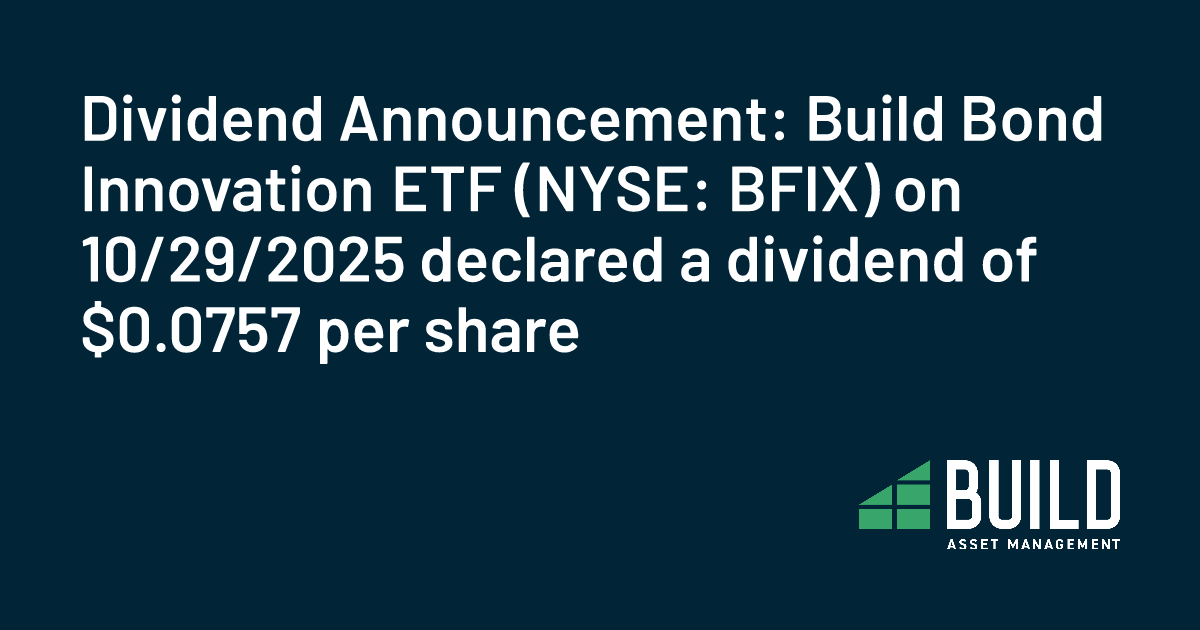 Dividend Announcement: Build Bond
Innovation ETF (NYSE: BFIX) on
10/29/2025 declared a dividend of
$0.0757 per share
BUILD
ASSET MANAGEMENT